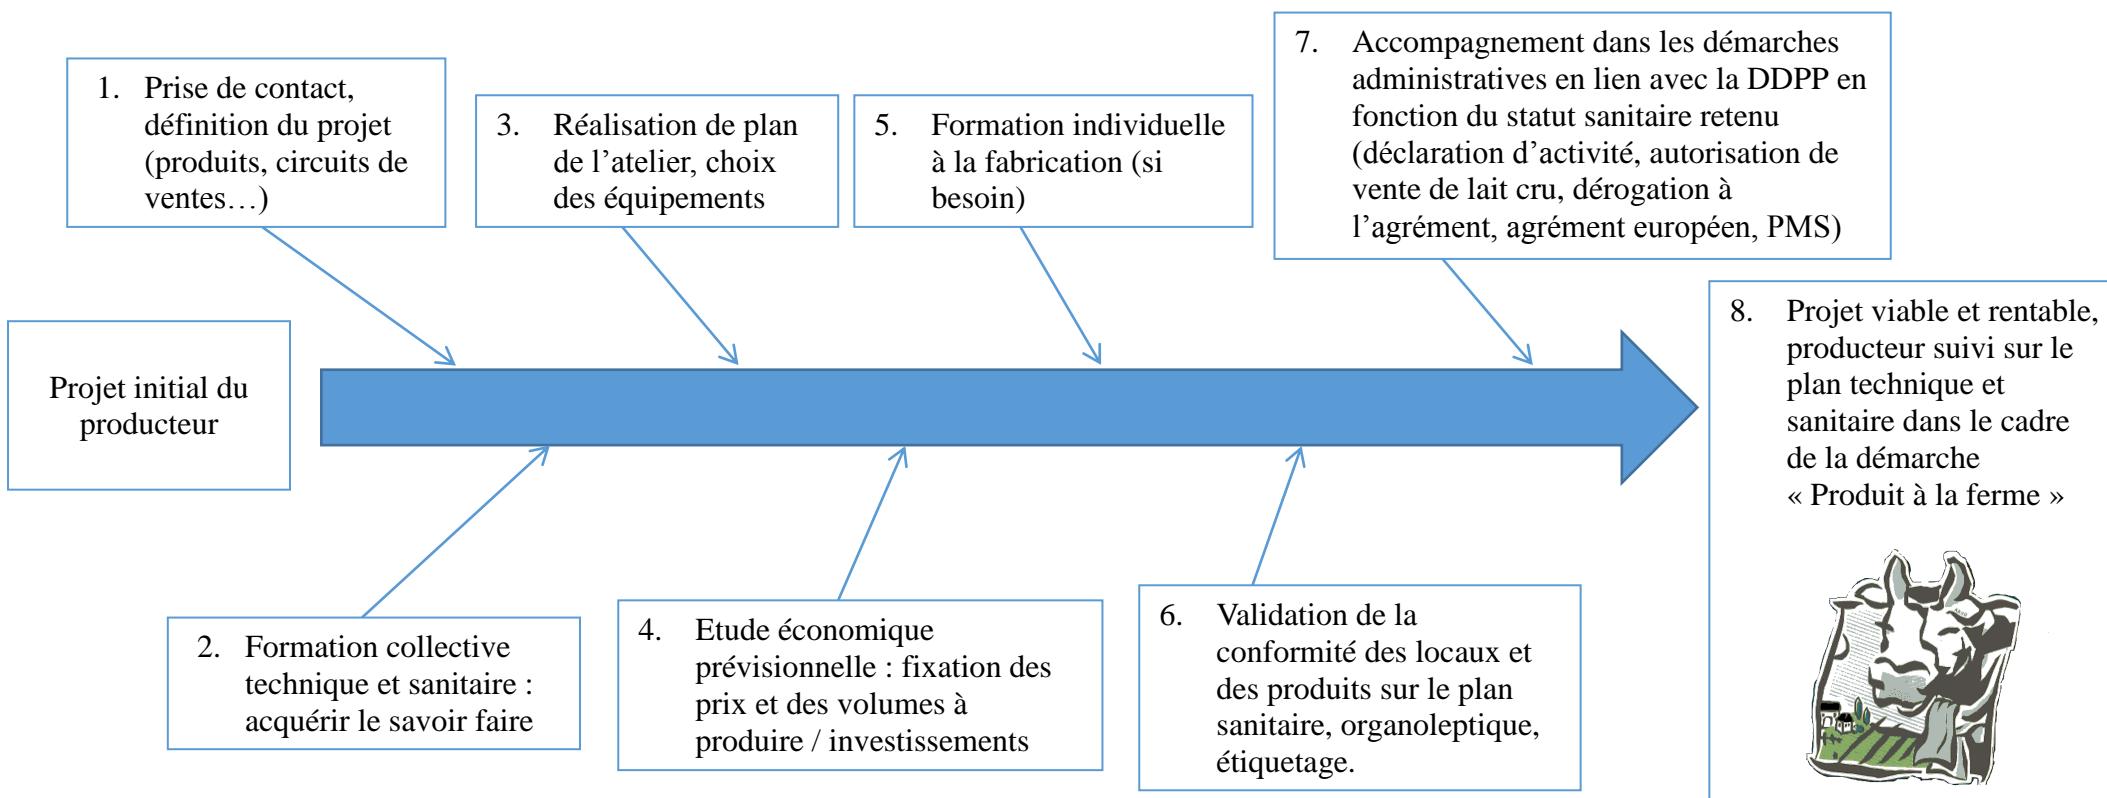 Projet initial du
producteur
1. Prise de contact,
définition du projet
(produits, circuits de
ventes…)
2. Formation collective
technique et sanitaire :
acquérir le savoir faire
3. Réalisation de plan
de l’atelier, choix
des équipements
4. Etude économique
prévisionnelle : fixation des
prix et des volumes à
produire / investissements
5. Formation individuelle
à la fabrication (si
besoin)
6. Validation de la
conformité des locaux et
des produits sur le plan
sanitaire, organoleptique,
étiquetage.
7. Accompagnement dans les démarches
administratives en lien avec la DDPP en
fonction du statut sanitaire retenu
(déclaration d’activité, autorisation de
vente de lait cru, dérogation à
l’agrément, agrément européen, PMS)
8. Projet viable et rentable,
producteur suivi sur le
plan technique et
sanitaire dans le cadre
de la démarche
« Produit à la ferme »